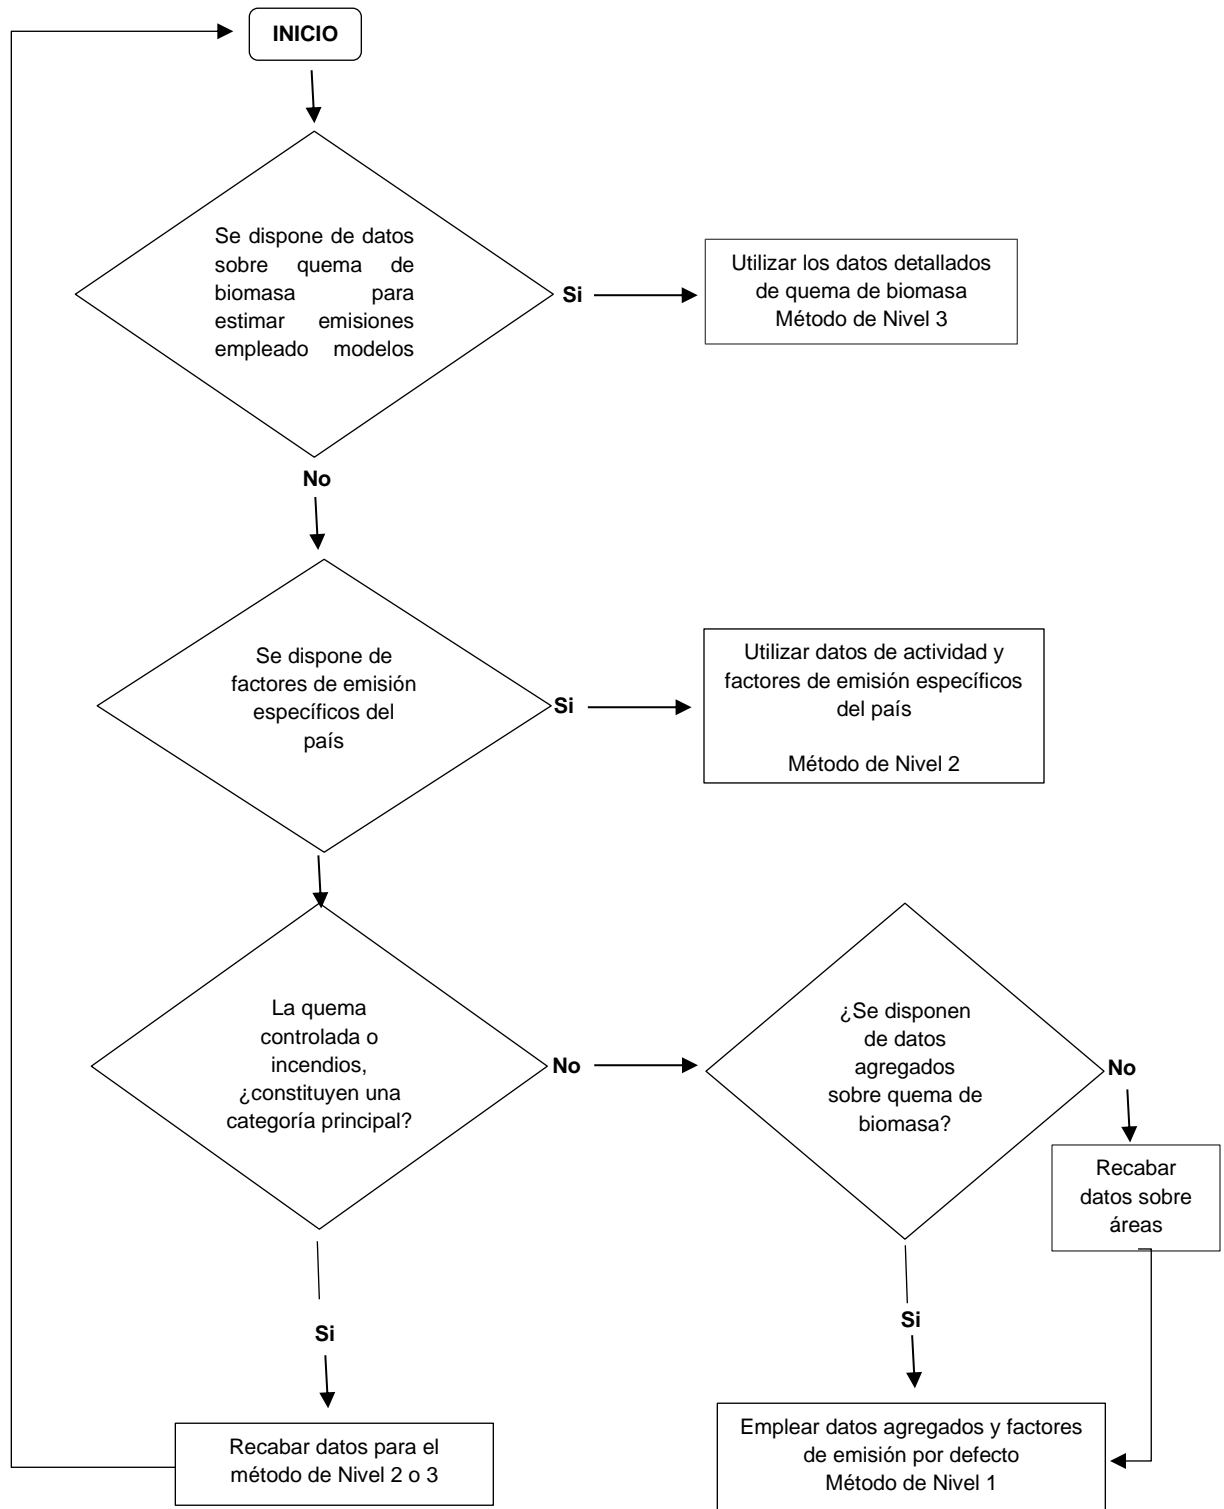 INICIO
Se dispone de datos
sobre quema de
biomasa para
estimar emisiones
empleado modelos
Si
Utilizar los datos detallados
de quema de biomasa
Método de Nivel 3
No
Se dispone de
factores de emisión
específicos del
país
Si
Utilizar datos de actividad y
factores de emisión específicos
del país
Método de Nivel 2
La quema
controlada o
incendios,
¿constituyen una
categoría principal?
No
¿Se disponen
de datos
agregados
sobre quema de
biomasa?
No
Recabar
datos sobre
áreas
Si
Si
Recabar datos para el
método de Nivel 2 o 3
Emplear datos agregados y factores
de emisión por defecto
Método de Nivel 1